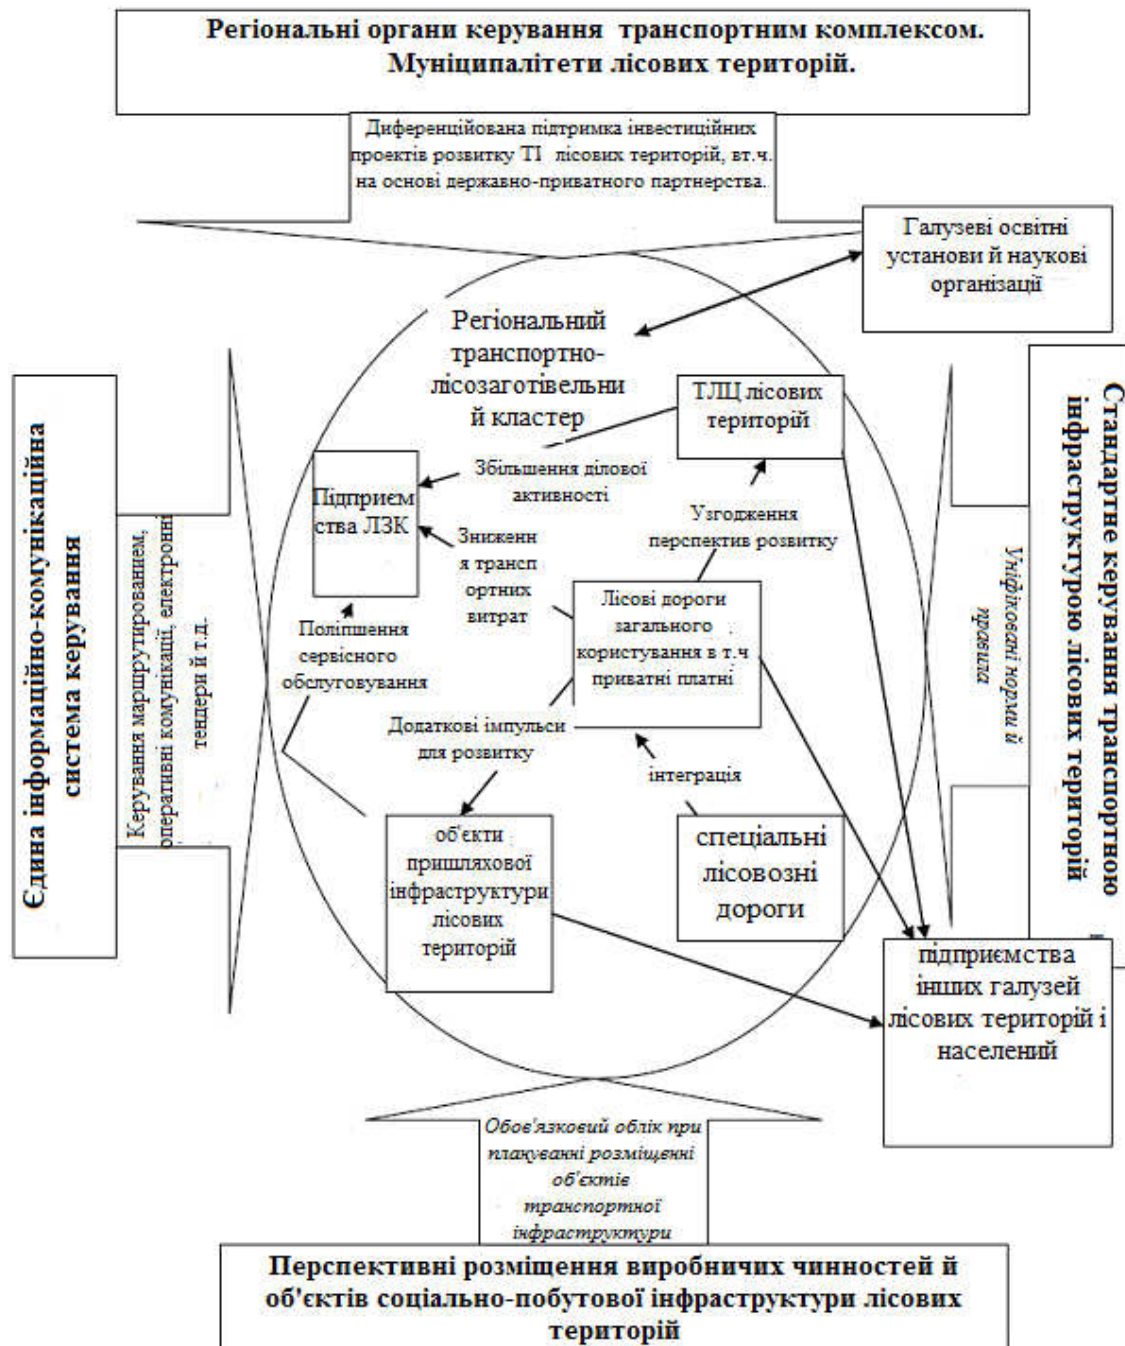 Регіональні органи керування транспортним комплексом.
Муніципалітети лісових територій.
Диференційована підтримка інвестиційних
проектів розвитку ТІ лісових територій, вт.ч.
на основі державно-приватного партнерства.
Галузеві освітні
установи й наукові
організації
Регіональний
транспортно-
лісозаготівельни
й кластер
ТЛЦ лісових
територій
Збільшення ділової
активності
Підприєм
ства ЛЗК
Узгодження
перспектив розвитку
Зниженн
я трансп
ортних
витрат
Лісові дороги
загального
користування в т.ч
приватні платні
Поліпшення
сервісного
обслуговування
Додаткові імпульси
для розвитку
інтеграція
об'єкти
пришляхової
інфраструктури
лісових
територій
спеціальні
лісовозні
дороги
Єдина інформаційно-комунікаційна
система керування
Керування маршрутированием,
оперативні комунікації, електронні
тендери й т.д.
Стандартне керування транспортною
інфраструктурою лісових територій
Уніфіковані норми й
правила
підприємства
інших галузей
лісових територій і
населений
Обов'язковий облік при
плануванні розміщенні
об'єктів
транспортної
інфраструктури
Перспективні розміщення виробничих чинностей й
об'єктів соціально-побутової інфраструктури лісових
територій